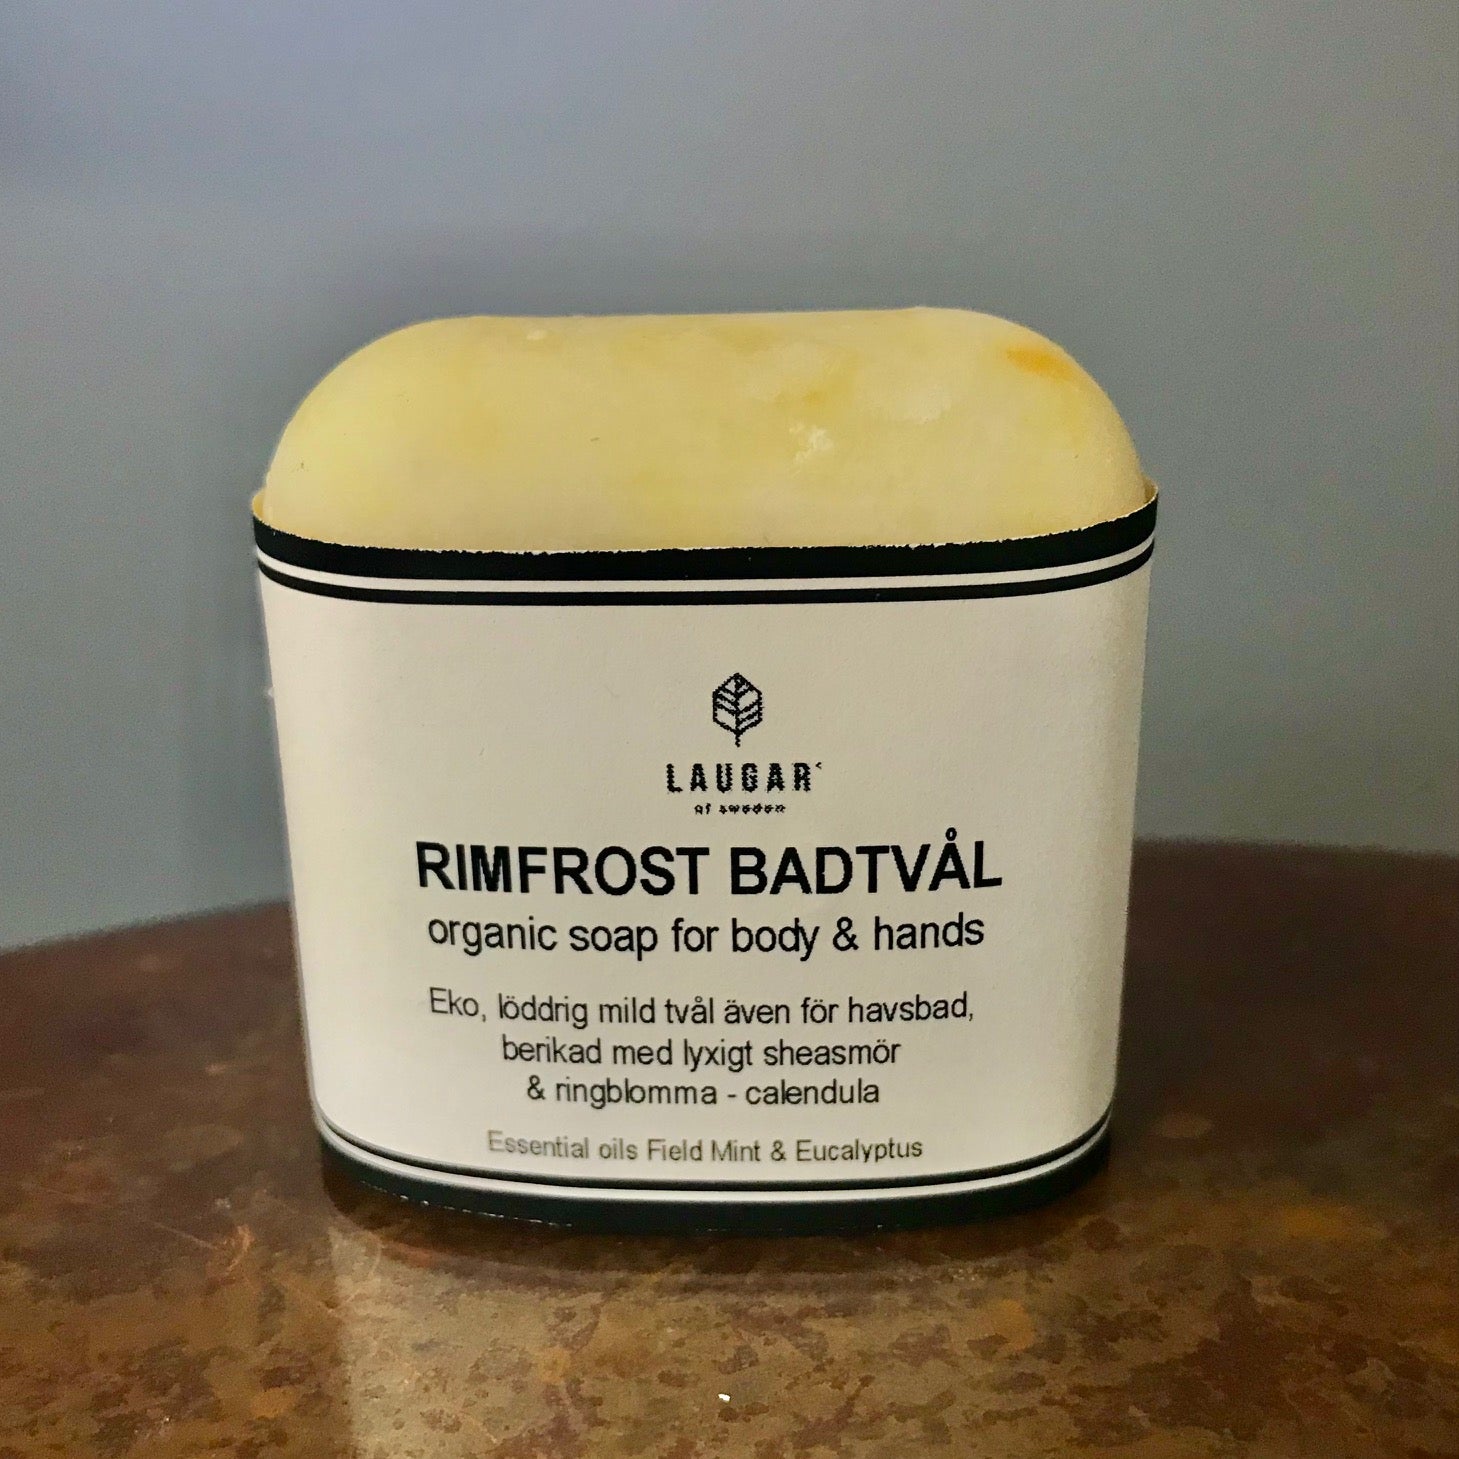 LAUGAR
of sweden
RIMFROST BADTVÅL
organic soap for body & hands
Eko, löddrig mild tvål även för havsbad,
berikad med lyxigt sheasmör
& ringblomma - calendula
Essential oils Field Mint & Eucalyptus